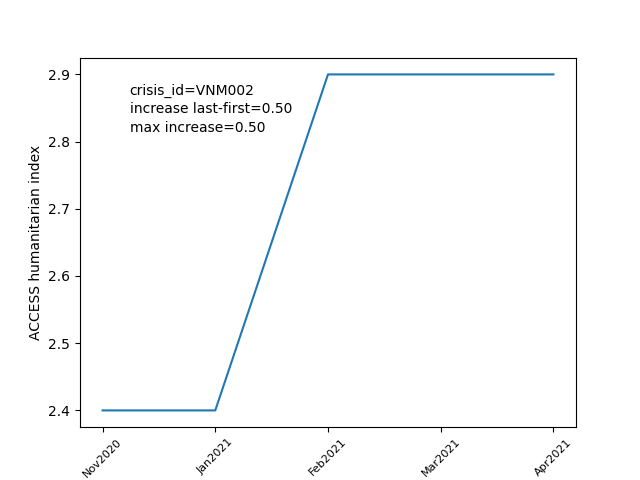 crisis_id=VNM002
increase last-first=0.50
max increase=0.50
ACCESS humanitarian index
2.9
2.8
2.7
2.6
2.5
2.4
Nov2020
Jan2021
Feb2021
Mar2021
Apr2021